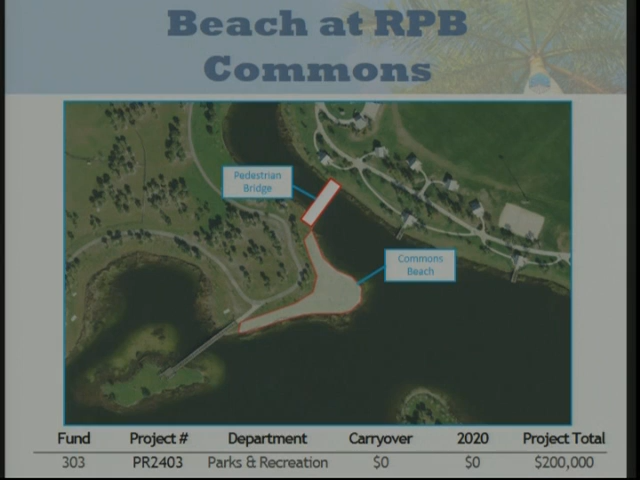 Beach at RPB
Commons
Pedestrian
Bridge
Commons
Beach
Fund Project # Department Carryover 2020 Project Total
303 PR2403 Parks & Recreation $0 $0 $200,000